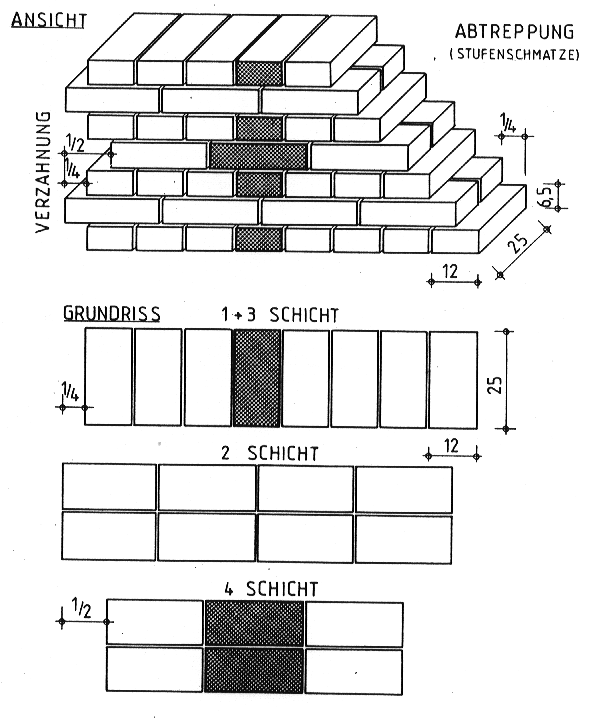 ANSICHT
ABTREPPUNG
(STUFENSCHMATZE)
VERZAHNUNG
1/2
1/4
1/4
6,5
25
12
GRUNDRISS
1+3 SCHICHT
1/4
25
12
2 SCHICHT
4 SCHICHT
1/2